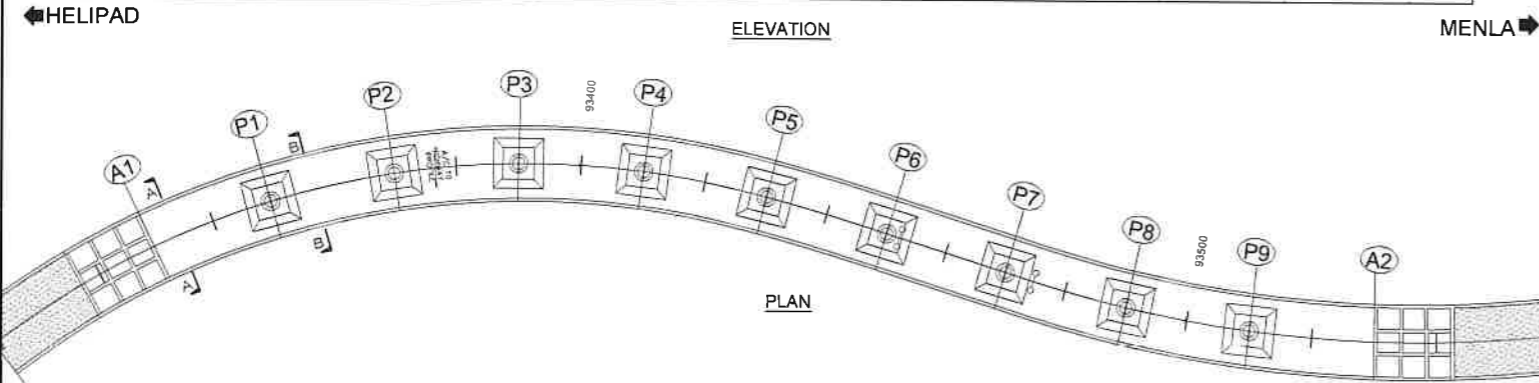 HELIPAD
ELEVATION
MENLA
A1
A
P1
B
P2
P3
93400
P4
P5
P6
P7
P8
93500
P9
A2
A
B
PLAN